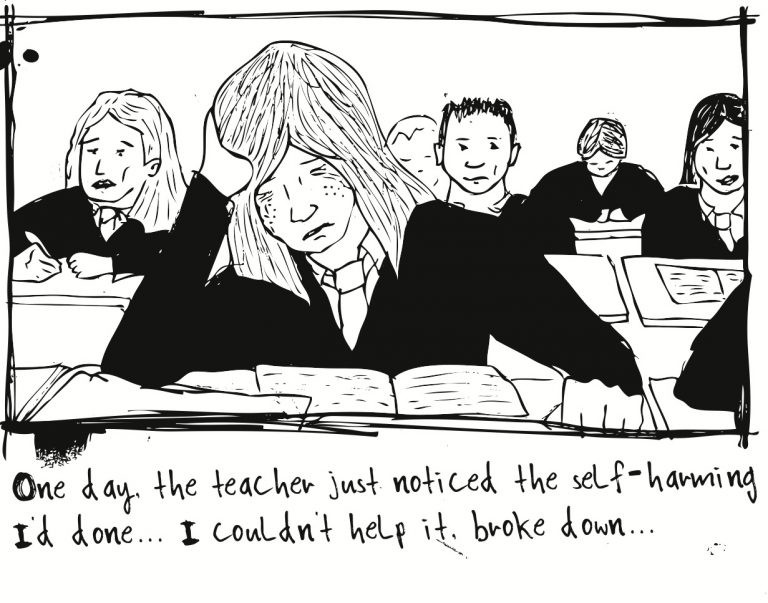 One day, the teacher just noticed the self-harming
I'd done... I couldn't help it, broke down...